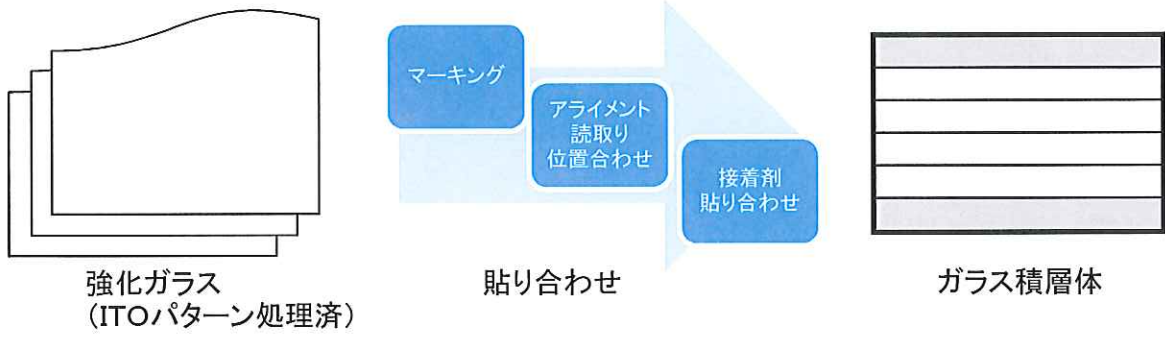 マーキング
アライメント
読取り
位置合わせ
接着剤
貼り合わせ
強化ガラス
（ITOパターン処理済）
貼り合わせ
ガラス積層体